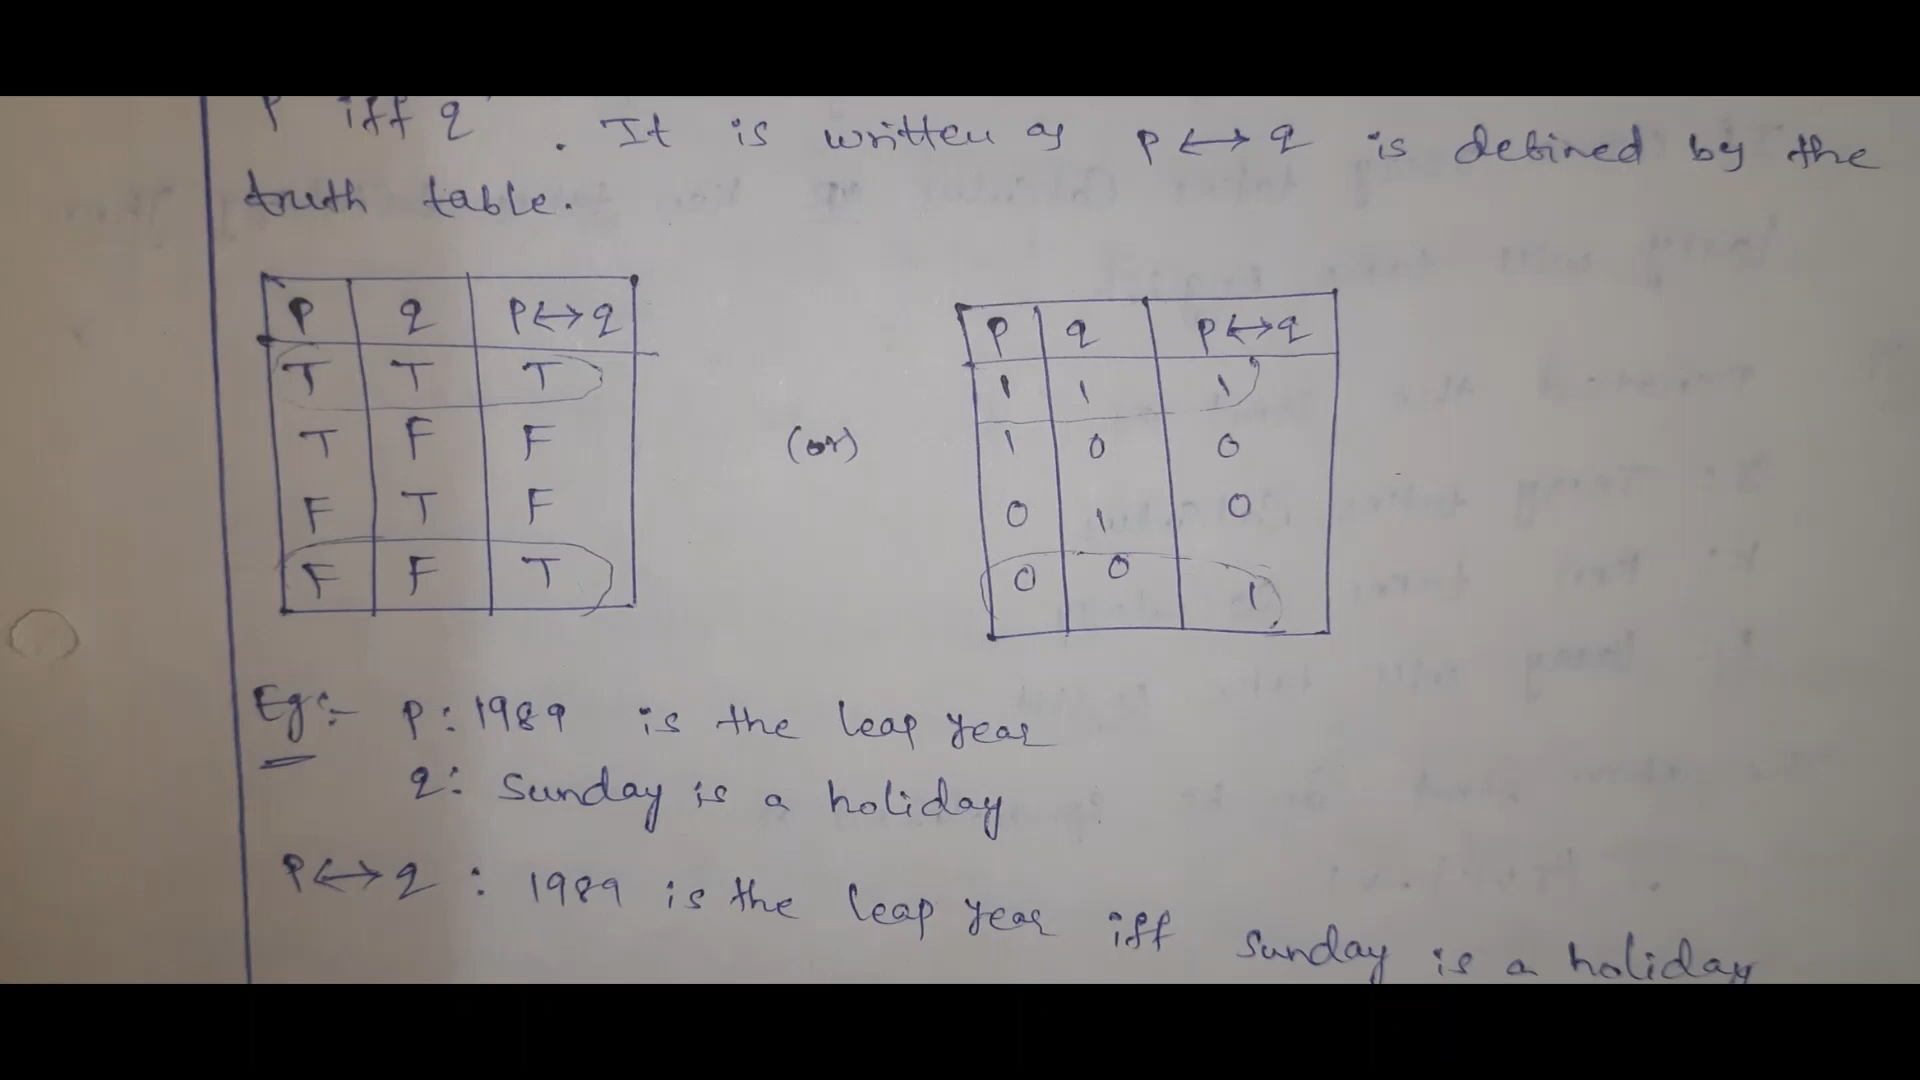 P iff q . It is written as P ↔ q is defined by the
truth table.
P q P↔q
T T T
T F F
F T F
F F T
(or)
P q P↔q
1 1 1
1 0 0
0 1 0
0 0 1
Eg:- P: 1989 is the leap year
q: Sunday is a holiday
P↔q : 1989 is the leap year iff Sunday is a holiday